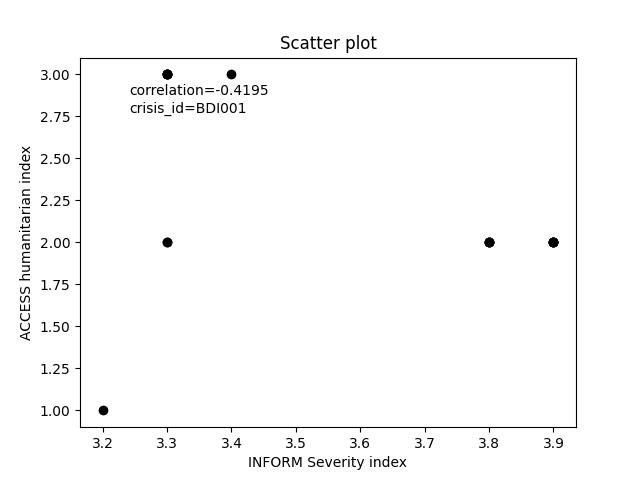 Scatter plot
3.00
correlation=-0.4195
crisis_id=BDI001
2.75
2.50
2.25
2.00
1.75
1.50
1.25
1.00
ACCESS humanitarian index
3.2 3.3 3.4 3.5 3.6 3.7 3.8 3.9
INFORM Severity index